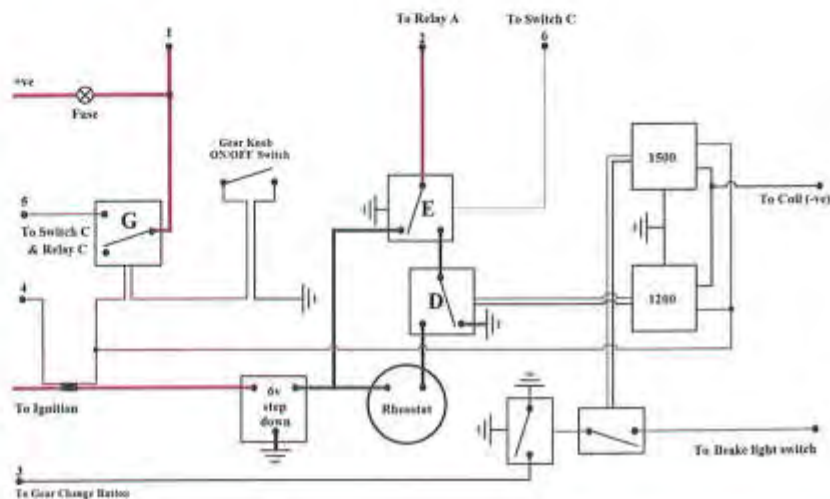 To Relay A
To Switch C
1
2
6
+ve
Fuse
Gear Knob
ON/OFF Switch
1500
5
G
E
To Coil (-ve)
To Switch C
& Relay C
4
D
1200
To Ignition
6v
step
down
Rheostat
To Brake light switch
3
To Gear Change Button